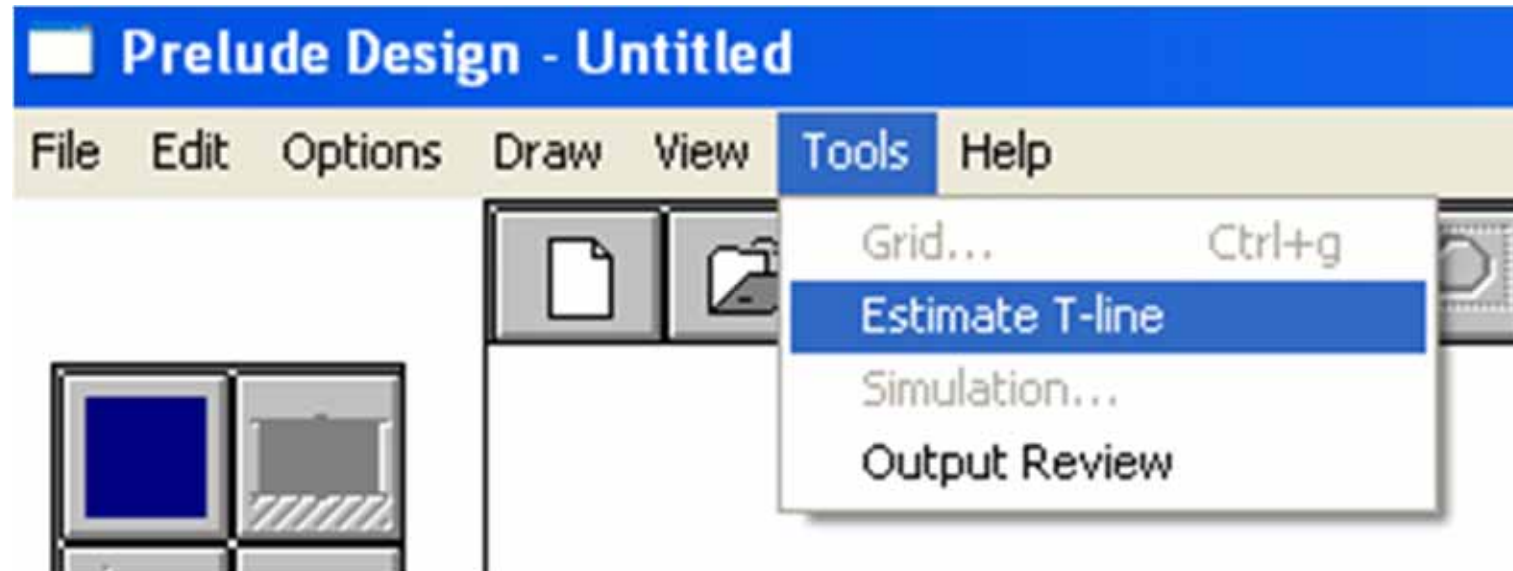 Prelude Design - Untitled
File Edit Options Draw View Tools Help
Grid... Ctrl+g
Estimate T-line
Simulation...
Output Review